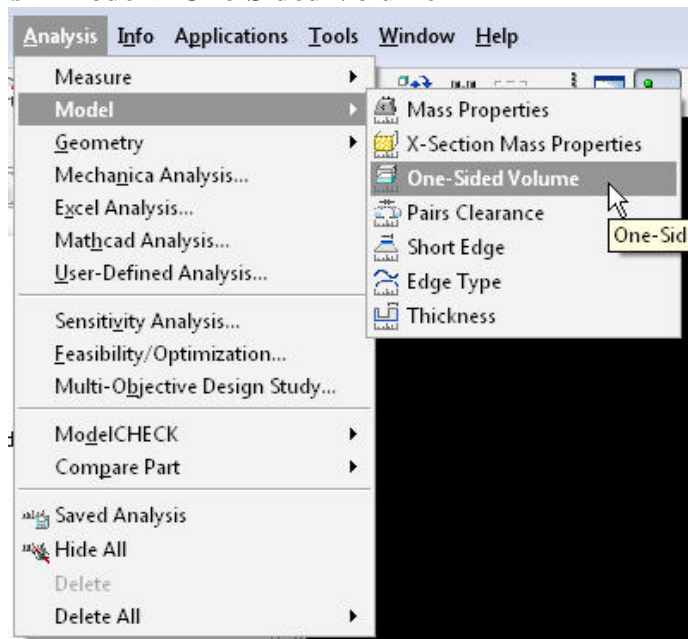 Analysis Info Applications Tools Window Help
Measure
Model
Geometry
Mechanica Analysis...
Excel Analysis...
Mathcad Analysis...
User-Defined Analysis...
Sensitivity Analysis...
Feasibility/Optimization...
Multi-Objective Design Study...
ModelCHECK
Compare Part
Saved Analysis
Hide All
Delete
Delete All
Mass Properties
X-Section Mass Properties
One-Sided Volume
Pairs Clearance
Short Edge
Edge Type
Thickness
One-Sid